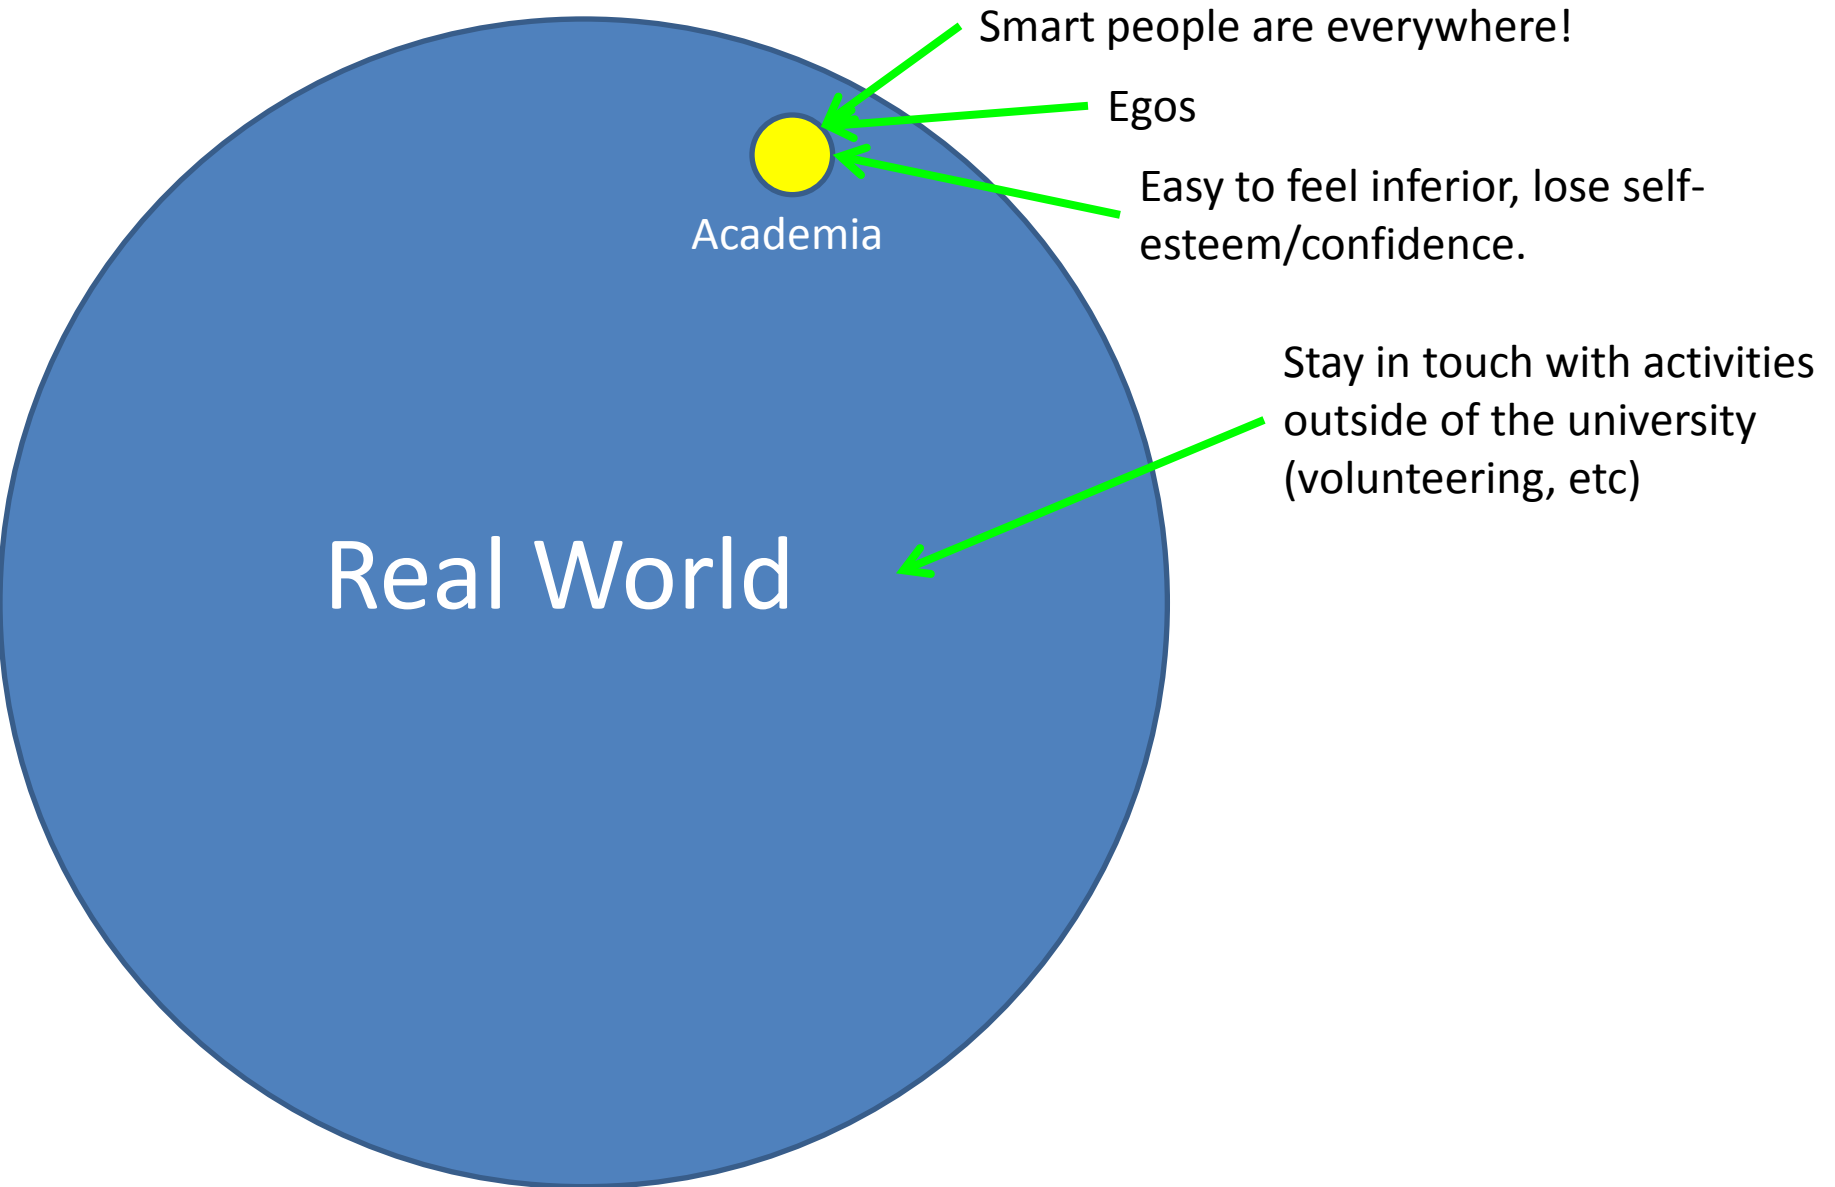 Smart people are everywhere!
Egos
Easy to feel inferior, lose self-
esteem/confidence.
Academia
Stay in touch with activities
outside of the university
(volunteering, etc)
Real World